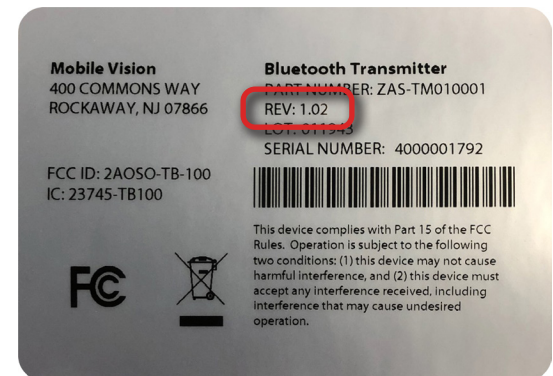 Mobile Vision
400 COMMONS WAY
ROCKAWAY, NJ 07866
FCC ID: 2AOSO-TB-100
IC: 23745-TB100
FC
Bluetooth Transmitter
PART NUMBER: ZAS-TM010001
REV: 1.02
LOT: 011943
SERIAL NUMBER: 4000001792
This device complies with Part 15 of the FCC
Rules. Operation is subject to the following
two conditions: (1) this device may not cause
harmful interference, and (2) this device must
accept any interference received, including
interference that may cause undesired
operation.